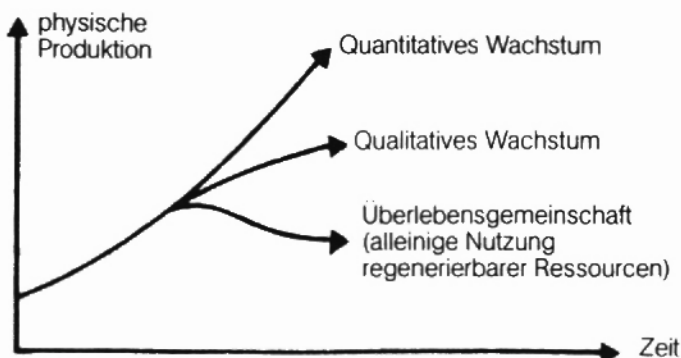 physische
Produktion
Quantitatives Wachstum
Qualitatives Wachstum
Überlebensgemeinschaft
(alleinige Nutzung
regenerierbarer Ressourcen)
Zeit